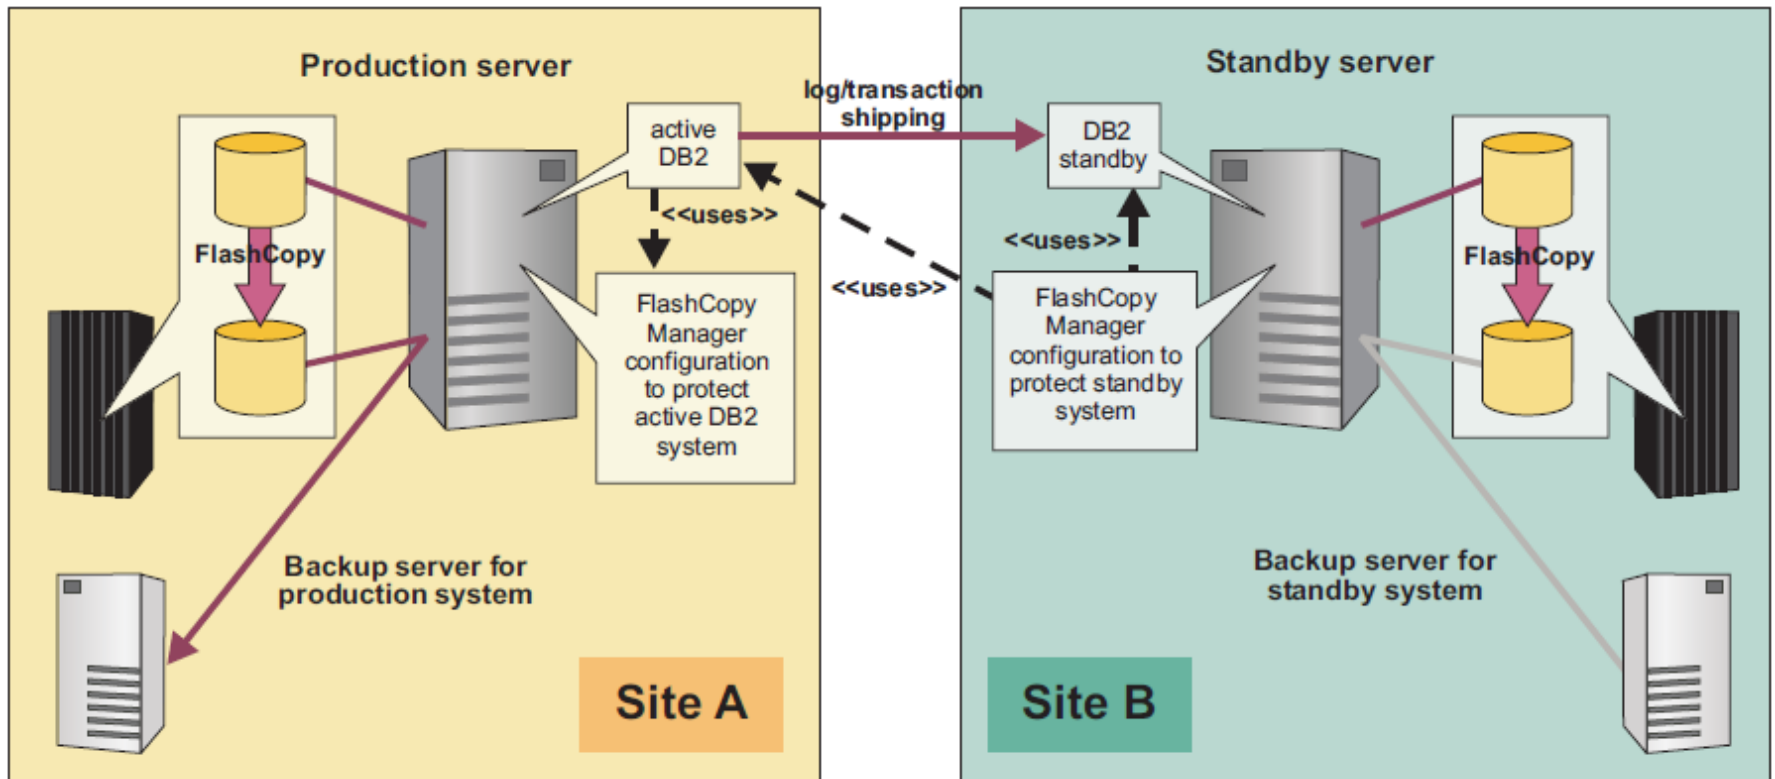 Production server
active
DB2
<<uses>>
FlashCopy
FlashCopy
Manager
configuration
to protect
active DB2
system
Backup server for
production system
Site A
log/transaction
shipping
<<uses>>
Standby server
DB2
standby
<<uses>>
FlashCopy
Manager
configuration to
protect standby
system
FlashCopy
Backup server for
standby system
Site B